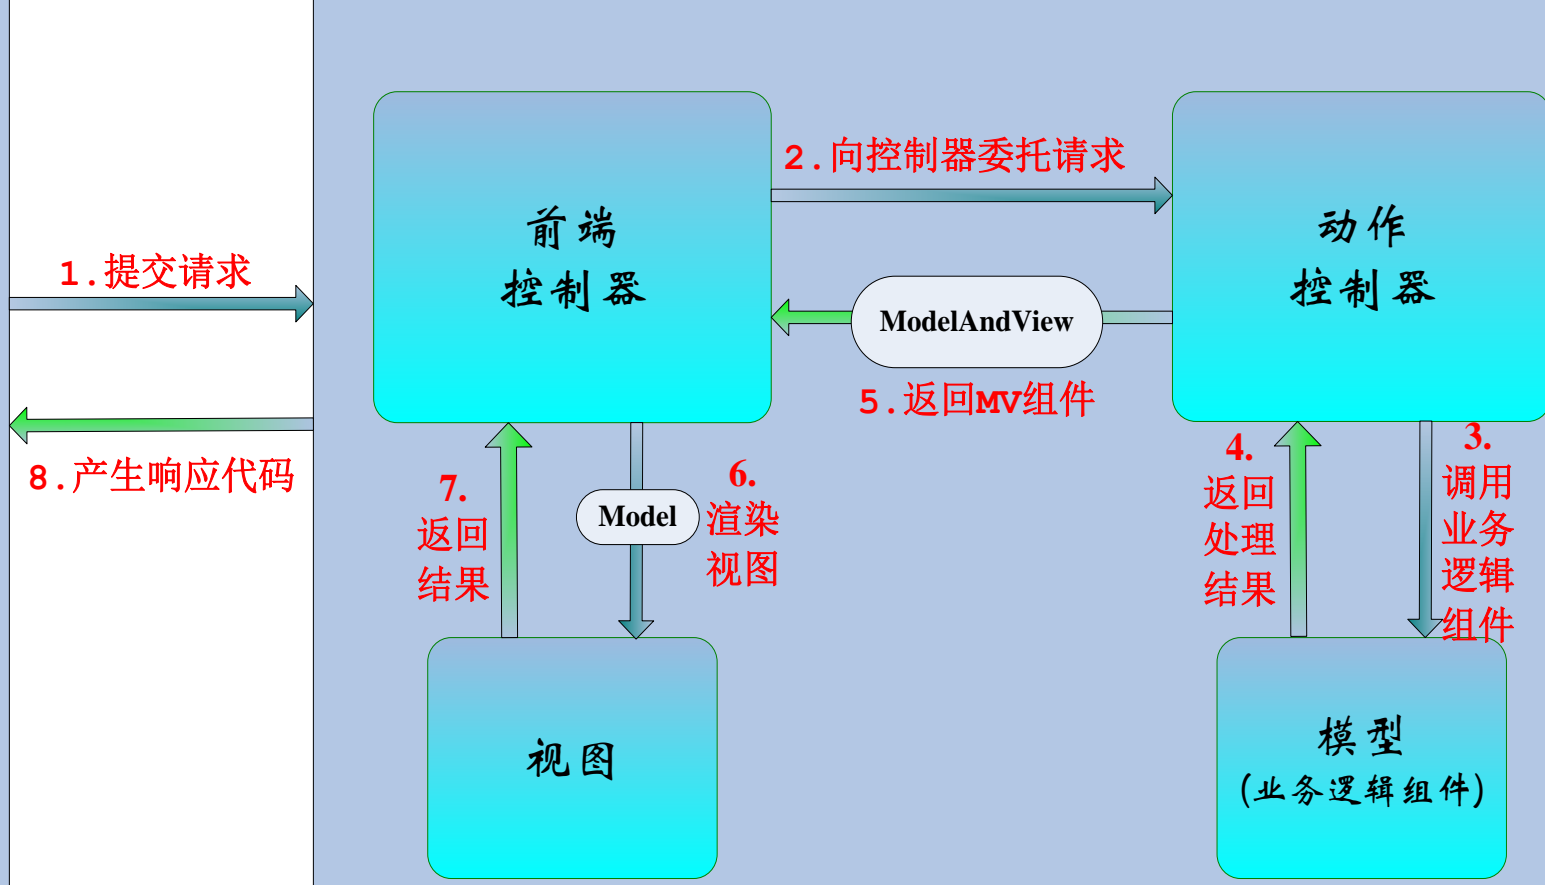 1.提交请求
8.产生响应代码
前端
控制器
2.向控制器委托请求
动作
控制器
ModelAndView
5.返回MV组件
7.
返回
结果
Model
6.
渲染
视图
4.
返回
处理
结果
3.
调用
业务
逻辑
组件
视图
模型
(业务逻辑组件)